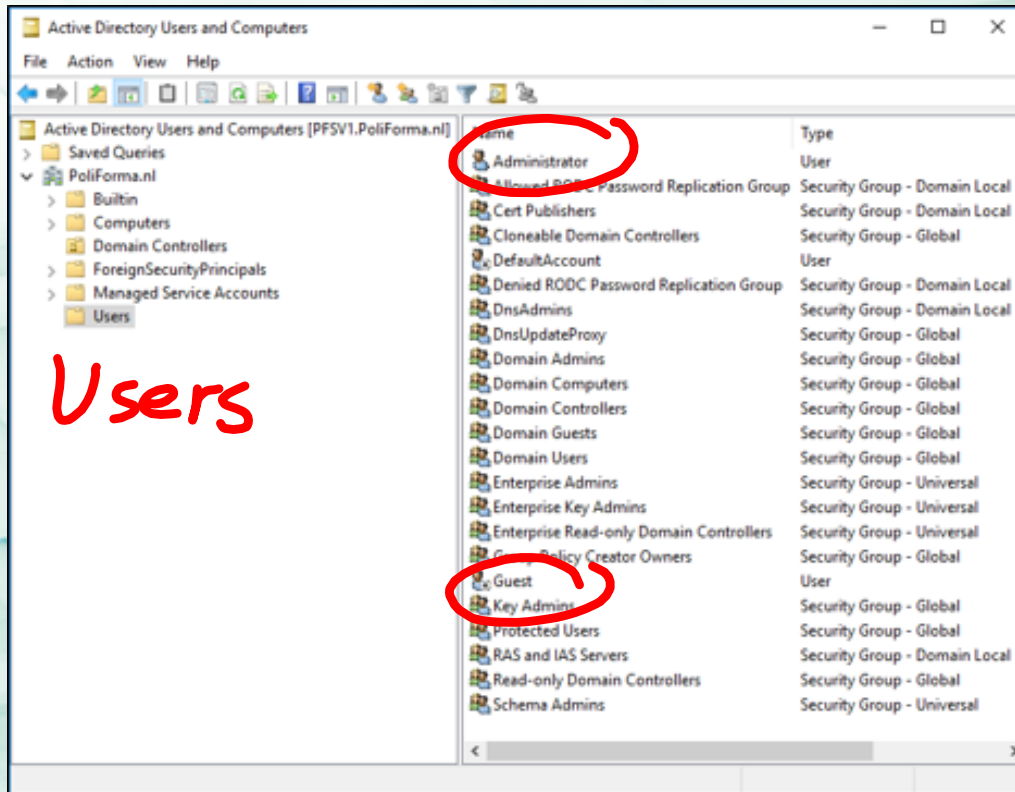 Active Directory Users and Computers
File Action View Help
Active Directory Users and Computers [PFSV1.PoliForma.nl]
Saved Queries
PoliForma.nl
Builtin
Computers
Domain Controllers
ForeignSecurityPrincipals
Managed Service Accounts
Users
Users
Name Type
Administrator User
Allowed RODC Password Replication Group Security Group - Domain Local
Cert Publishers Security Group - Domain Local
Cloneable Domain Controllers Security Group - Global
DefaultAccount User
Denied RODC Password Replication Group Security Group - Domain Local
DnsAdmins Security Group - Domain Local
DnsUpdateProxy Security Group - Global
Domain Admins Security Group - Global
Domain Computers Security Group - Global
Domain Controllers Security Group - Global
Domain Guests Security Group - Global
Domain Users Security Group - Global
Enterprise Admins Security Group - Universal
Enterprise Key Admins Security Group - Universal
Enterprise Read-only Domain Controllers Security Group - Universal
Group Policy Creator Owners Security Group - Global
Guest User
Key Admins Security Group - Global
Protected Users Security Group - Global
RAS and IAS Servers Security Group - Domain Local
Read-only Domain Controllers Security Group - Global
Schema Admins Security Group - Universal